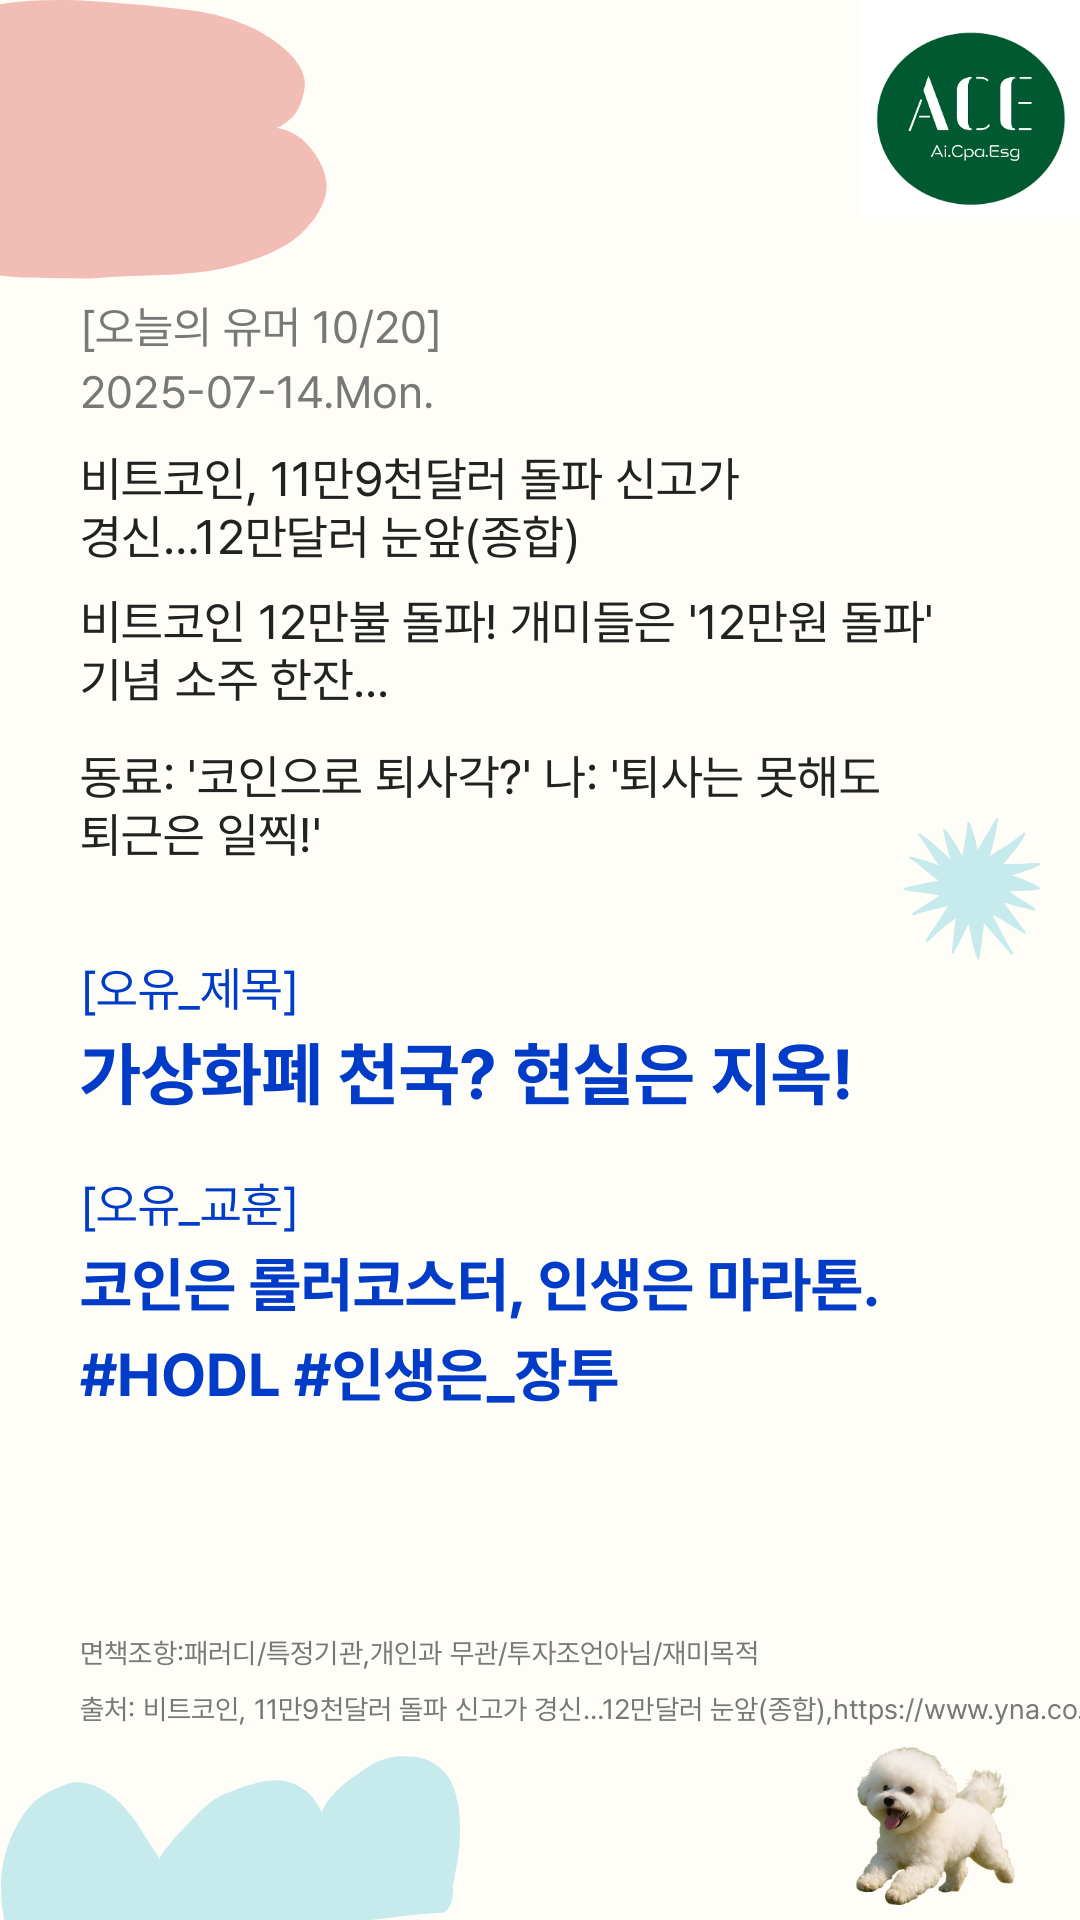 ACE
Ai.Cpa.Esg
[오늘의 유머 10/20]
2025-07-14.Mon.
비트코인, 11만9천달러 돌파 신고가
경신...12만달러 눈앞(종합)
비트코인 12만불 돌파! 개미들은 '12만원 돌파'
기념 소주 한잔...
동료: '코인으로 퇴사각?' 나: '퇴사는 못해도
퇴근은 일찍!'
[오유_제목]
가상화폐 천국? 현실은 지옥!
[오유_교훈]
코인은 롤러코스터, 인생은 마라톤.
#HODL #인생은_장투
면책조항:패러디/특정기관,개인과 무관/투자조언아님/재미목적
출처: 비트코인, 11만9천달러 돌파 신고가 경신...12만달러 눈앞(종합),https://www.yna.co.